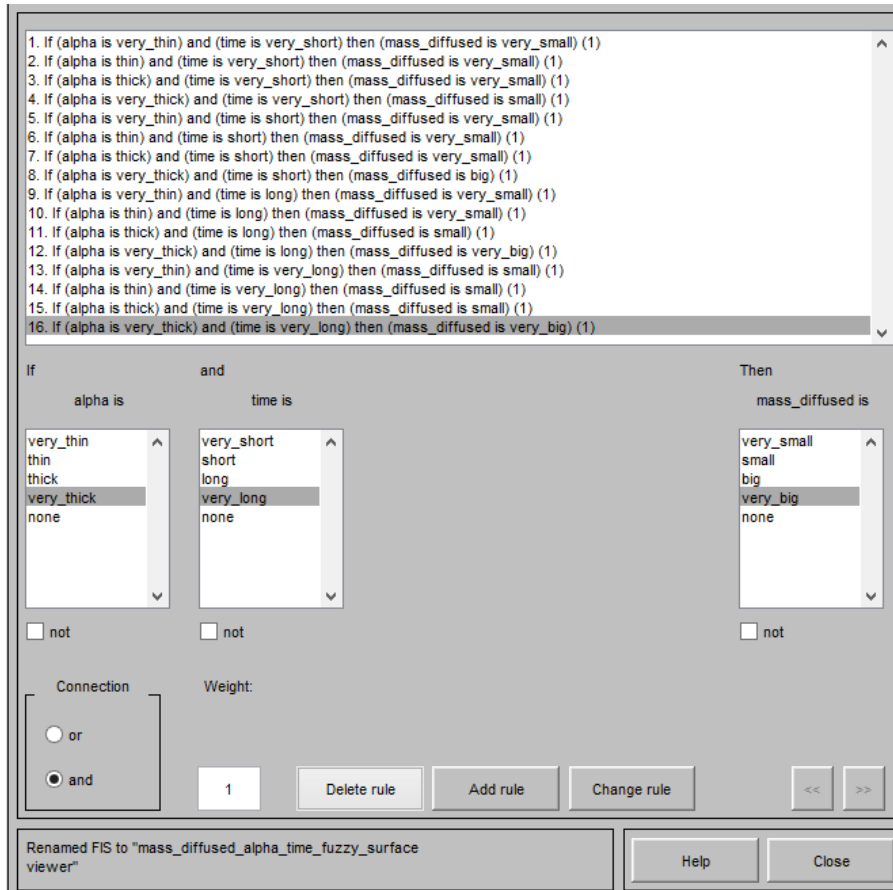 1. If (alpha is very_thin) and (time is very_short) then (mass_diffused is very_small) (1)
2. If (alpha is thin) and (time is very_short) then (mass_diffused is very_small) (1)
3. If (alpha is thick) and (time is very_short) then (mass_diffused is very_small) (1)
4. If (alpha is very_thick) and (time is very_short) then (mass_diffused is small) (1)
5. If (alpha is very_thin) and (time is short) then (mass_diffused is very_small) (1)
6. If (alpha is thin) and (time is short) then (mass_diffused is very_small) (1)
7. If (alpha is thick) and (time is short) then (mass_diffused is very_small) (1)
8. If (alpha is very_thick) and (time is short) then (mass_diffused is big) (1)
9. If (alpha is very_thin) and (time is long) then (mass_diffused is very_small) (1)
10. If (alpha is thin) and (time is long) then (mass_diffused is very_small) (1)
11. If (alpha is thick) and (time is long) then (mass_diffused is small) (1)
12. If (alpha is very_thick) and (time is long) then (mass_diffused is very_big) (1)
13. If (alpha is very_thin) and (time is very_long) then (mass_diffused is small) (1)
14. If (alpha is thin) and (time is very_long) then (mass_diffused is small) (1)
15. If (alpha is thick) and (time is very_long) then (mass_diffused is small) (1)
16. If (alpha is very_thick) and (time is very_long) then (mass_diffused is very_big) (1)
If and Then
alpha is time is mass_diffused is
very_thin very_short very_small
thin short small
thick long big
very_thick very_long very_big
none none none
not not not
Connection Weight:
or
and 1 Delete rule Add rule Change rule << >>
Renamed FIS to "mass_diffused_alpha_time_fuzzy_surface
viewer"
Help Close